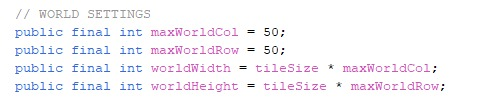 // WORLD SETTINGS
public final int maxWorldCol = 50;
public final int maxWorldRow = 50;
public final int worldWidth = tileSize * maxWorldCol;
public final int worldHeight = tileSize * maxWorldRow;